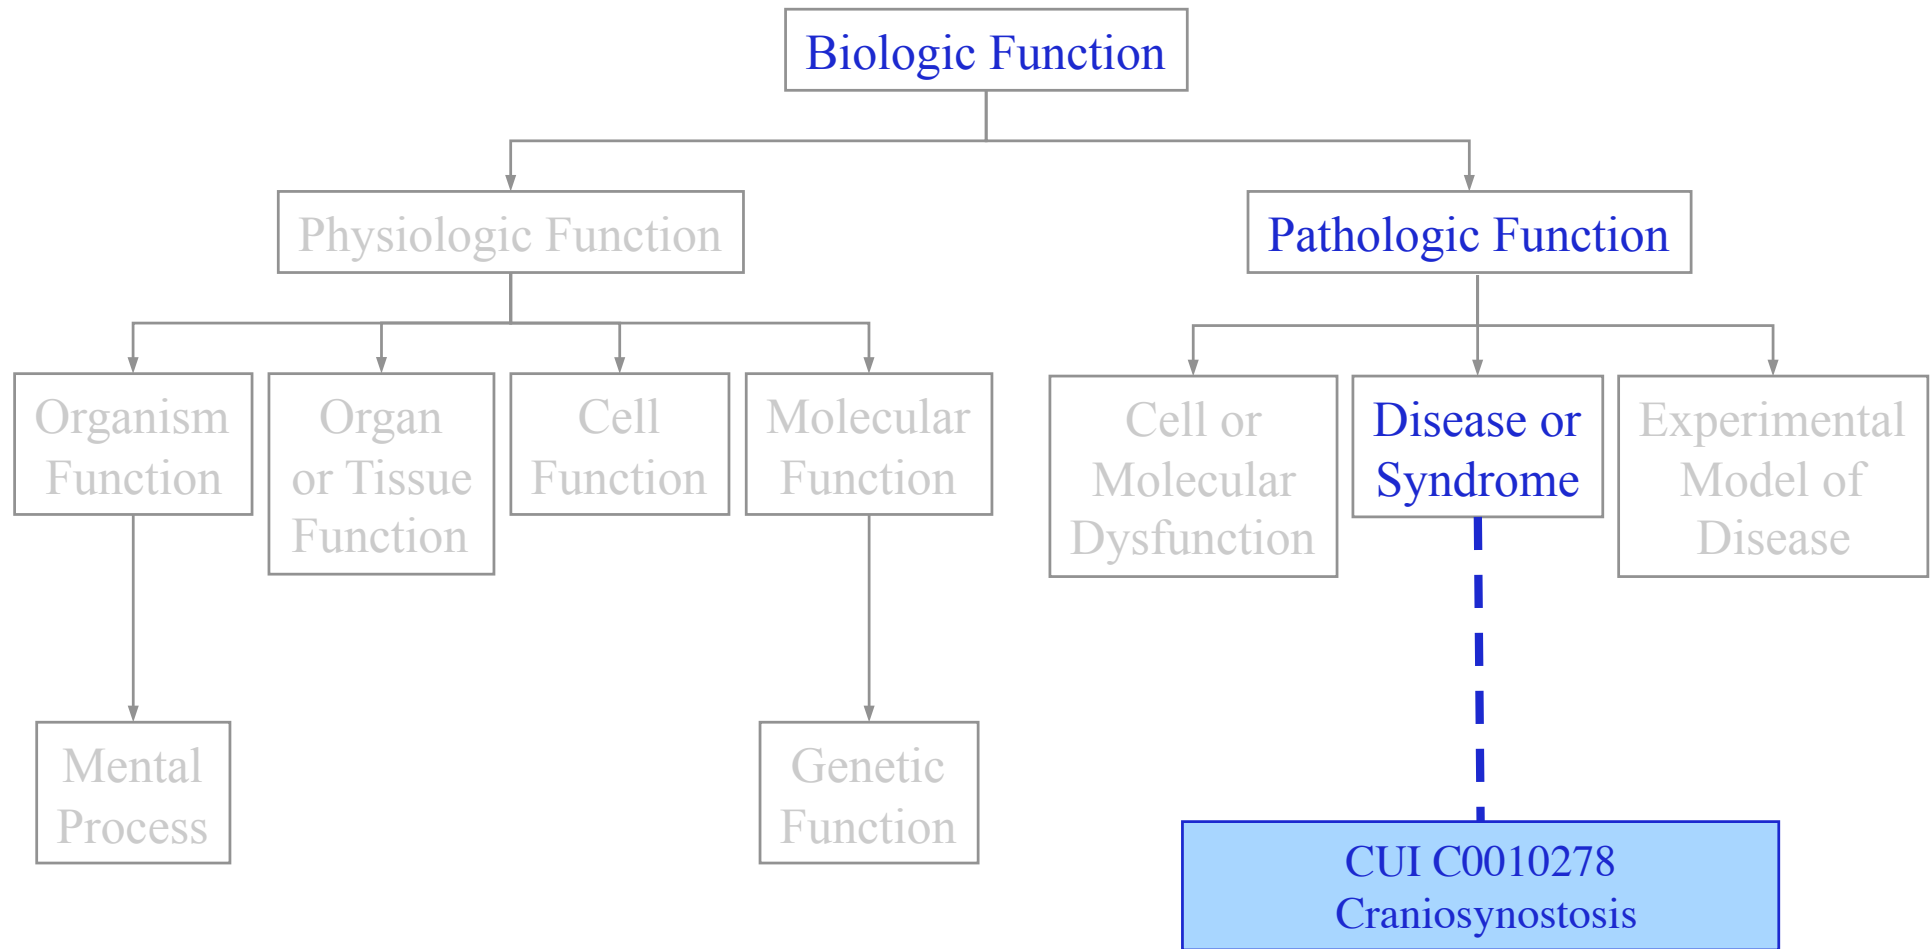 Biologic Function
Physiologic Function
Pathologic Function
Organism
Function
Organ
or Tissue
Function
Cell
Function
Molecular
Function
Cell or
Molecular
Dysfunction
Disease or
Syndrome
Experimental
Model of
Disease
Mental
Process
Genetic
Function
CUI C0010278
Craniosynostosis